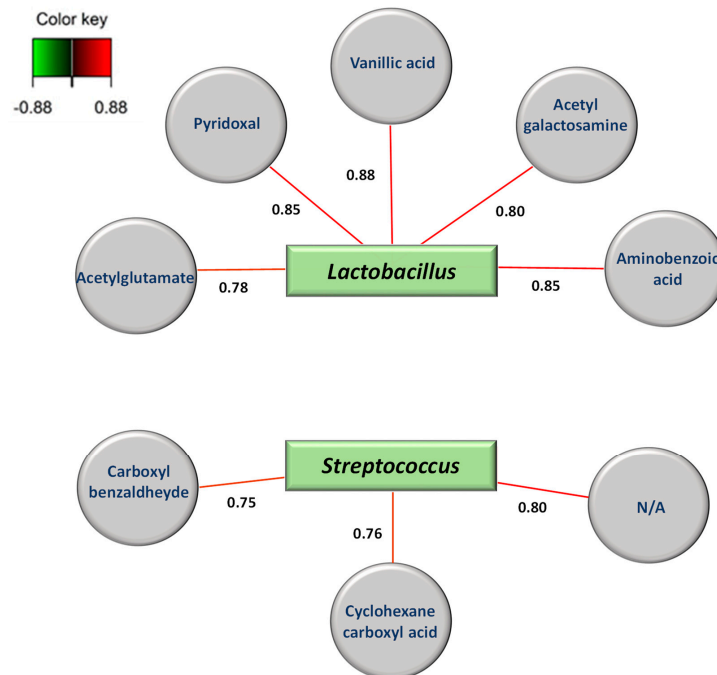 Color key
-0.88 0.88
Vanillic acid
Pyridoxal
Acetyl
galactosamine
0.88
0.85
0.80
Acetylglutamate
Lactobacillus
Aminobenzoic
acid
0.78
0.85
Carboxyl
benzaldheyde
Streptococcus
N/A
0.75
0.76
0.80
Cyclohexane
carboxyl acid